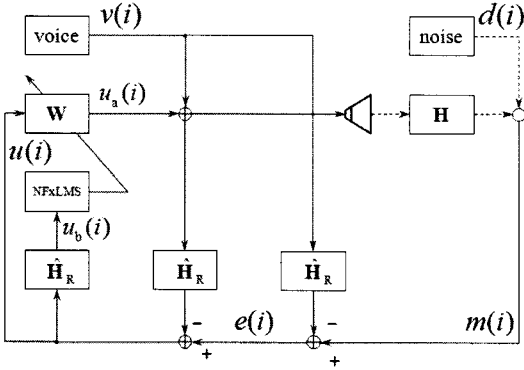 voice
v(i)
noise
d(i)
W
u_a(i)
H
u(i)
NFxLMS
u_b(i)
Ĥ_R
Ĥ_R
Ĥ_R
−
−
e(i)
m(i)
+
+